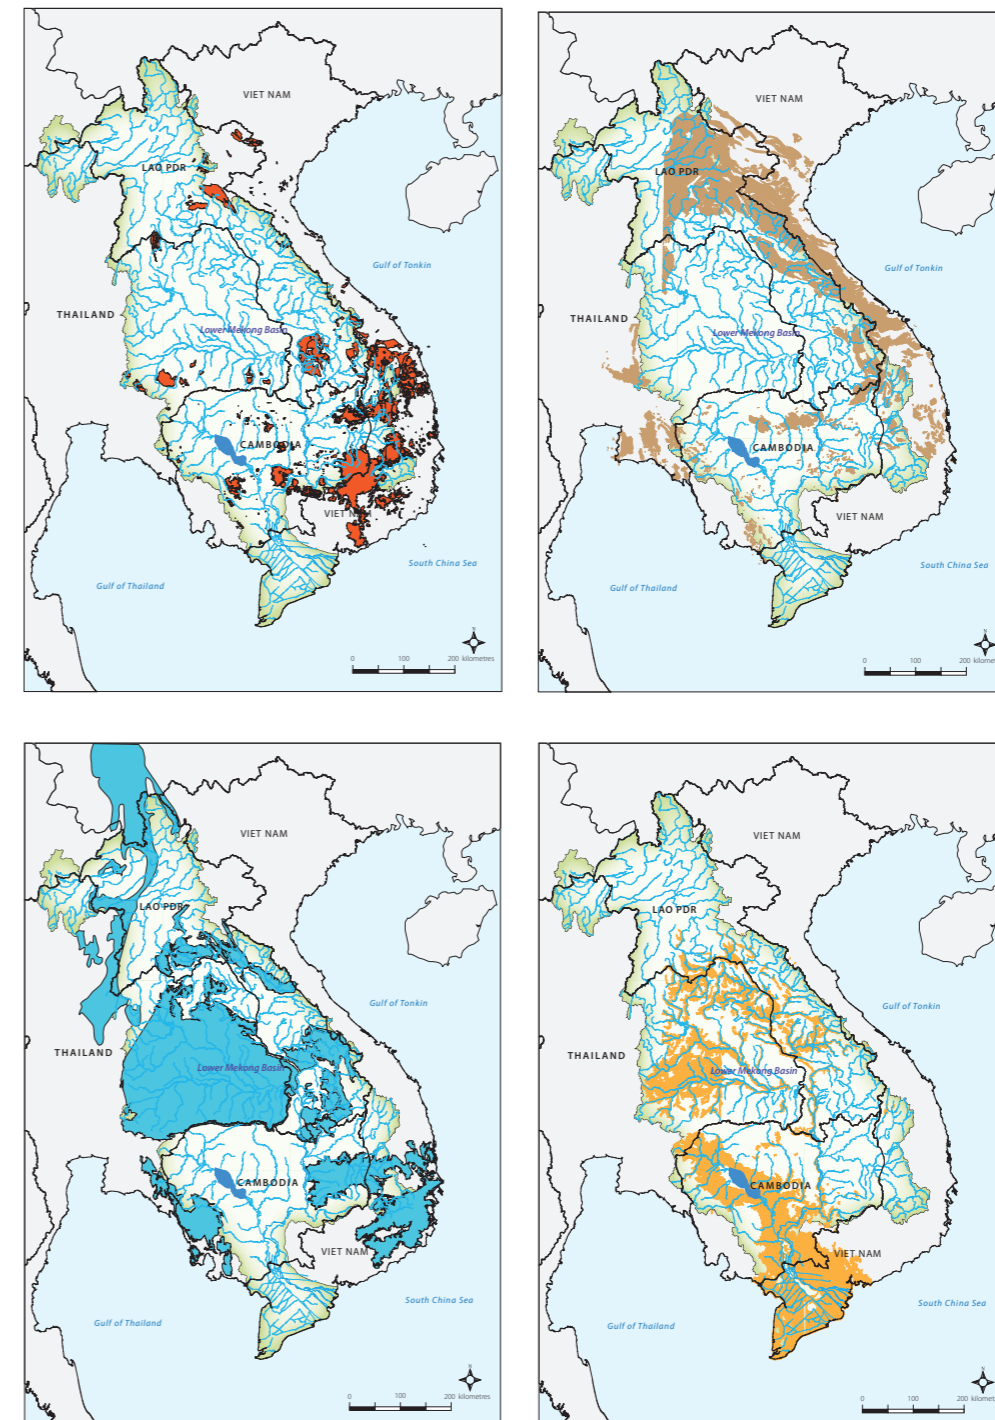 VIET NAM
LAO PDR
Gulf of Tonkin
THAILAND
Lower Mekong Basin
CAMBODIA
VIET NAM
South China Sea
Gulf of Thailand
N
0 100 200 kilometres
VIET NAM
LAO PDR
Gulf of Tonkin
THAILAND
Lower Mekong Basin
CAMBODIA
VIET NAM
South China Sea
Gulf of Thailand
N
0 100 200 kilomet
VIET NAM
LAO PDR
Gulf of Tonkin
THAILAND
Lower Mekong Basin
CAMBODIA
VIET NAM
South China Sea
Gulf of Thailand
N
0 100 200 kilometres
VIET NAM
LAO PDR
Gulf of Tonkin
THAILAND
Lower Mekong Basin
CAMBODIA
VIET NAM
South China Sea
Gulf of Thailand
N
0 100 200 kilomet